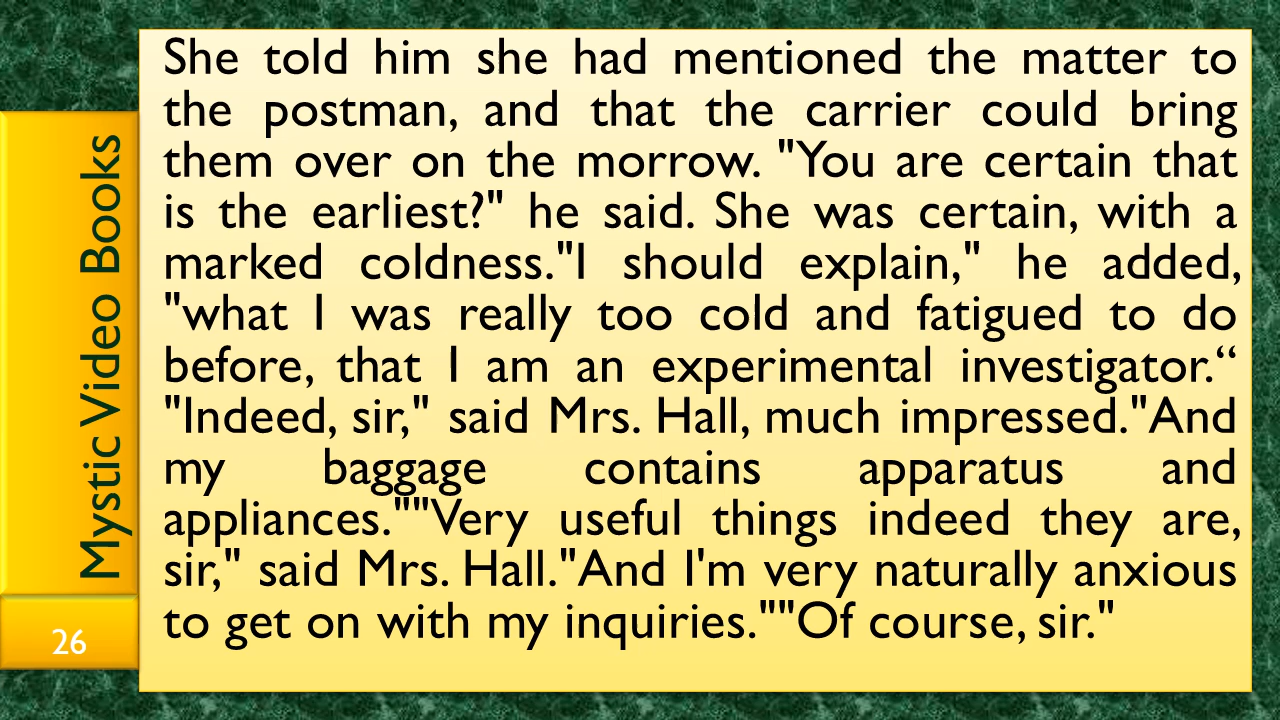 She told him she had mentioned the matter to
the postman, and that the carrier could bring
them over on the morrow. "You are certain that
is the earliest?" he said. She was certain, with a
marked coldness."I should explain," he added,
"what I was really too cold and fatigued to do
before, that I am an experimental investigator.“
"Indeed, sir," said Mrs. Hall, much impressed."And
my baggage contains apparatus and
appliances.""Very useful things indeed they are,
sir," said Mrs. Hall."And I'm very naturally anxious
to get on with my inquiries.""Of course, sir."
Mystic Video Books
26